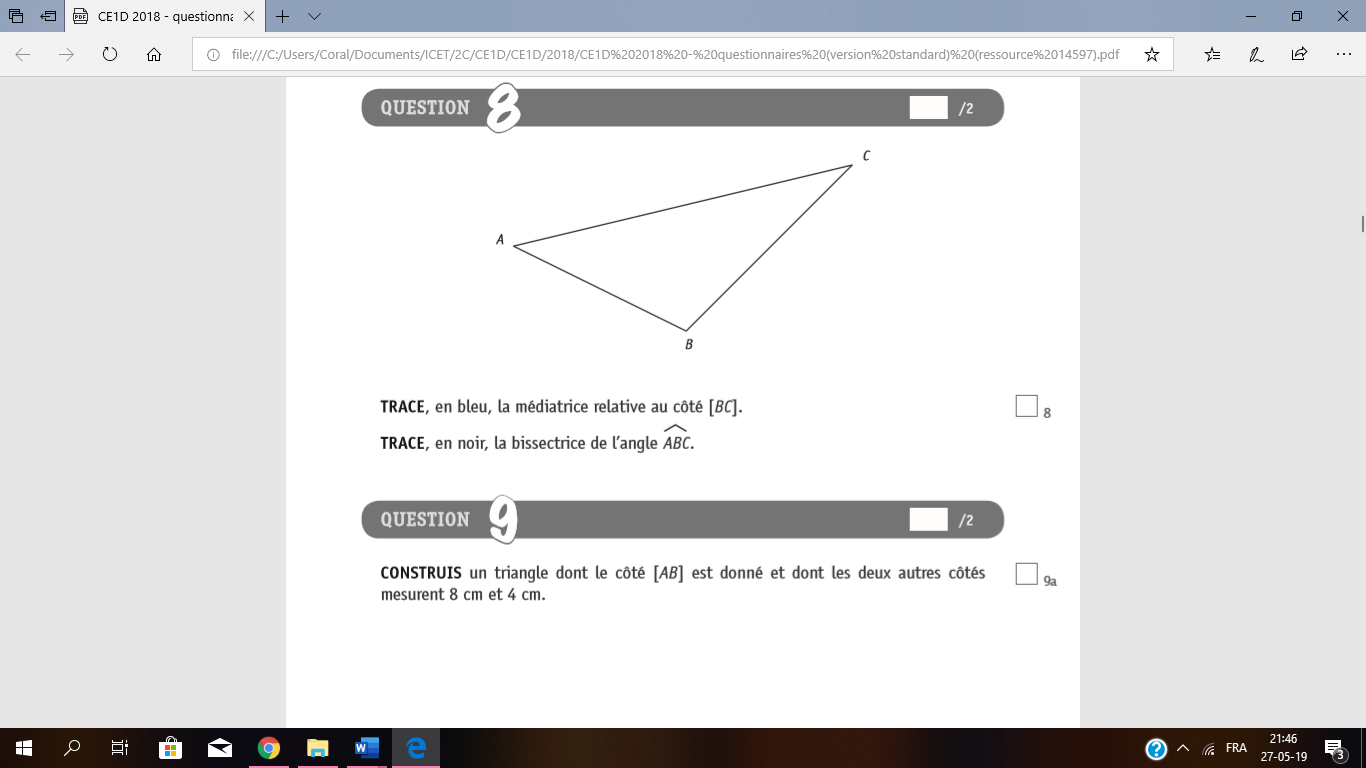 CE1D 2018 - questionna
file:///C:/Users/Coral/Documents/ICET/2C/CE1D/CE1D/2018/CE1D%202018%20-%20questionnaires%20(version%20standard)%20(ressource%2014597).pdf
QUESTION 8 /2
C
A
B
TRACE, en bleu, la médiatrice relative au côté [BC].
8
TRACE, en noir, la bissectrice de l'angle ABC.
QUESTION 9 /2
CONSTRUIS un triangle dont le côté [AB] est donné et dont les deux autres côtés
9a
mesurent 8 cm et 4 cm.
FRA
21:46
27-05-19
3